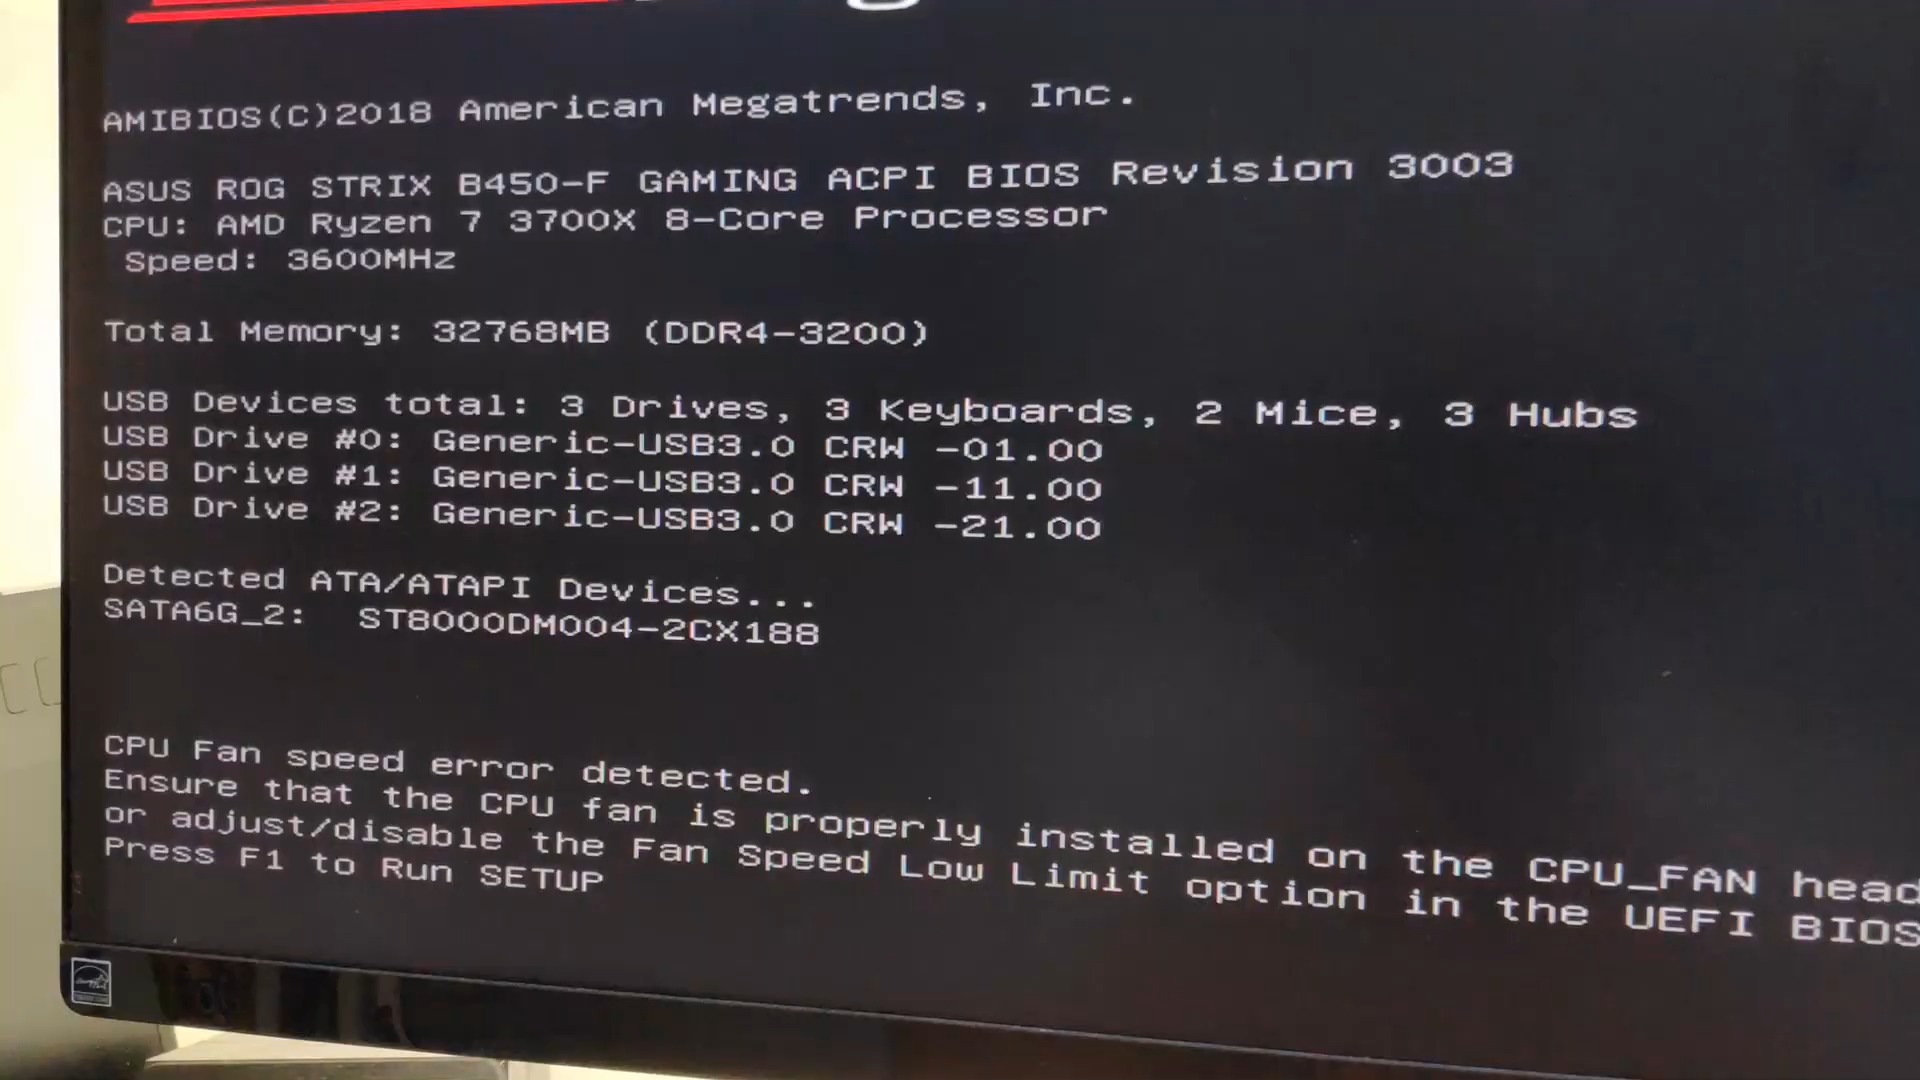 AMIBIOS(C)2018 American Megatrends, Inc.
ASUS ROG STRIX B450-F GAMING ACPI BIOS Revision 3003
CPU: AMD Ryzen 7 3700X 8-Core Processor
Speed: 3600MHz
Total Memory: 32768MB (DDR4-3200)
USB Devices total: 3 Drives, 3 Keyboards, 2 Mice, 3 Hubs
USB Drive #0: Generic-USB3.0 CRW -01.00
USB Drive #1: Generic-USB3.0 CRW -11.00
USB Drive #2: Generic-USB3.0 CRW -21.00
Detected ATA/ATAPI Devices...
SATA6G_2: ST8000DM004-2CX188
CPU Fan speed error detected.
Ensure that the CPU fan is properly installed on the CPU_FAN head
or adjust/disable the Fan Speed Low Limit option in the UEFI BIOS
Press F1 to Run SETUP